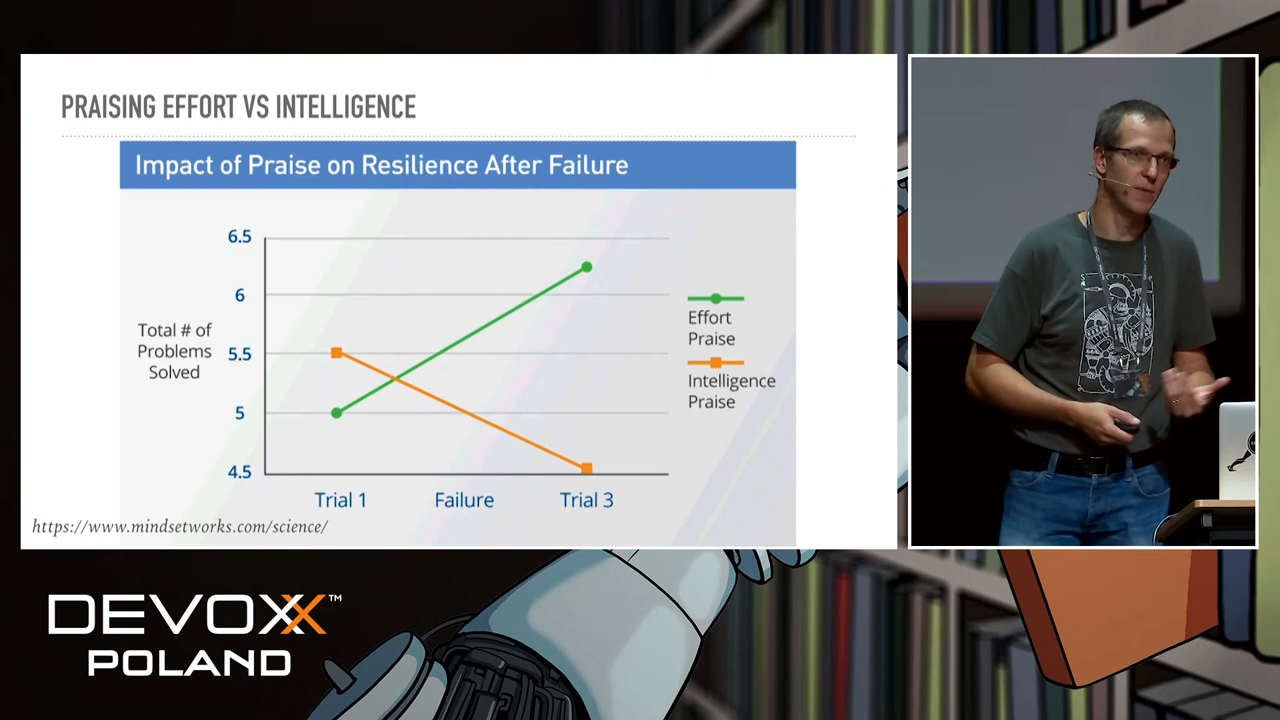 PRAISING EFFORT VS INTELLIGENCE
Impact of Praise on Resilience After Failure
6.5
6
5.5
5
4.5
Total # of
Problems
Solved
Trial 1
Failure
Trial 3
Effort
Praise
Intelligence
Praise
https://www.mindsetworks.com/science/
DEVOXX™
POLAND